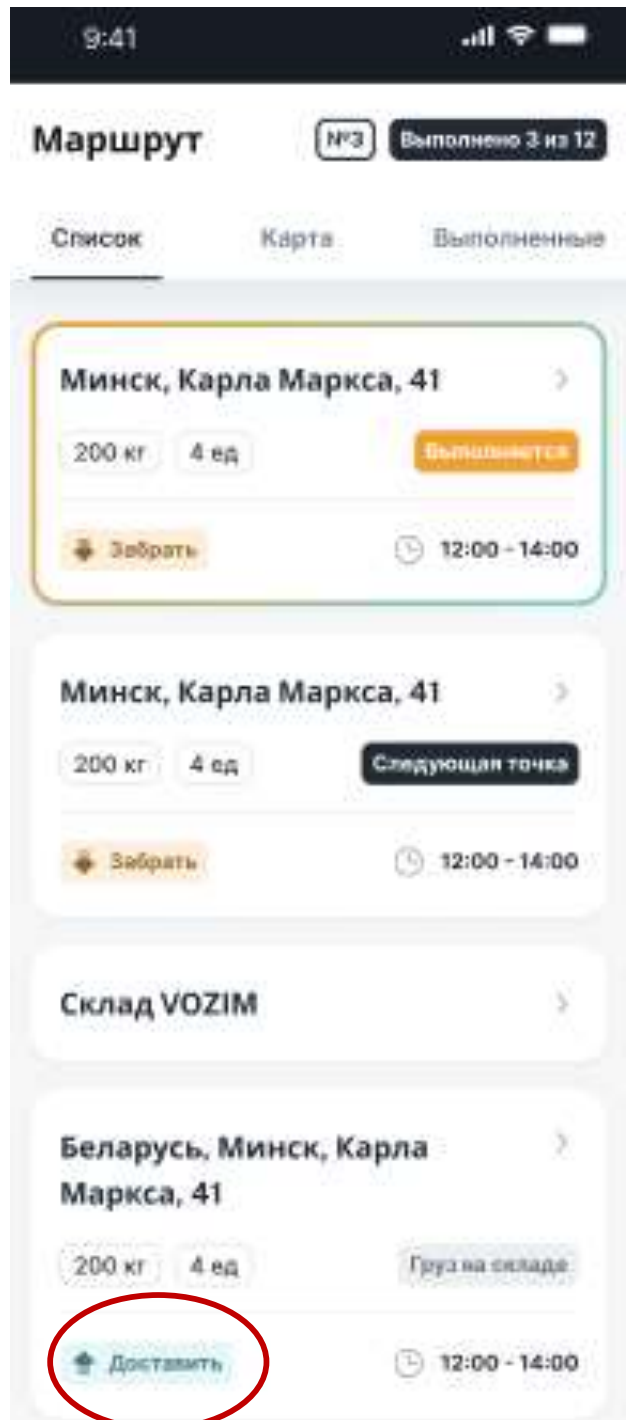 9:41
Маршрут №3 Выполнено 3 из 12
Список Карта Выполненные
Минск, Карла Маркса, 41
200 кг 4 ед Выполняется
Забрать 12:00 - 14:00
Минск, Карла Маркса, 41
200 кг 4 ед Следующая точка
Забрать 12:00 - 14:00
Склад VOZIM
Беларусь, Минск, Карла
Маркса, 41
200 кг 4 ед Груз на складе
Доставить 12:00 - 14:00